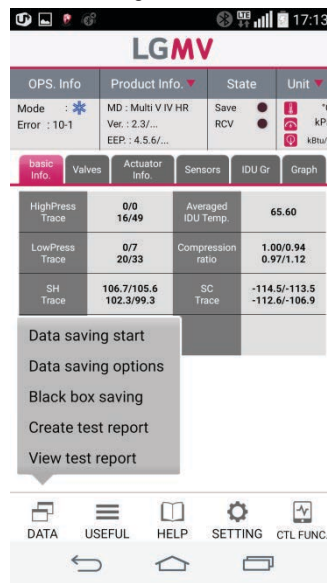 17:13
LGMV
OPS. Info
Product Info. ▼
State
Unit ▼
Mode :
Error : 10-1
MD : Multi V IV HR
Ver. : 2.3/...
EEP. : 4.5.6/...
Save
RCV
kP
kBtu/
basic Info.
Valves
Actuator Info.
Sensors
IDU Gr
Graph
HighPress Trace
0/0
16/49
Averaged IDU Temp.
65.60
LowPress Trace
0/7
20/33
Compression ratio
1.00/0.94
0.97/1.12
SH Trace
106.7/105.6
102.3/99.3
SC Trace
-114.5/-113.5
-112.6/-106.9
Data saving start
Data saving options
Black box saving
Create test report
View test report
DATA
USEFUL
HELP
SETTING
CTL FUNC.